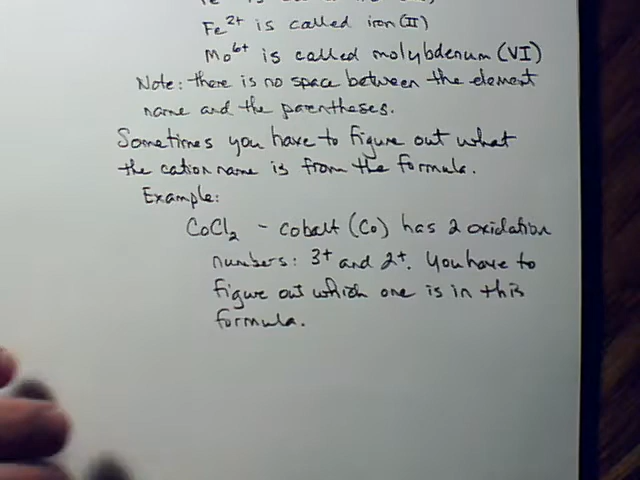 Fe²⁺ is called iron(II)
Mo⁶⁺ is called molybdenum(VI)
Note: there is no space between the element
name and the parentheses.
Sometimes you have to figure out what
the cation name is from the formula.
Example:
CoCl₂ - cobalt (Co) has 2 oxidation
numbers: 3⁺ and 2⁺. You have to
figure out which one is in this
formula.